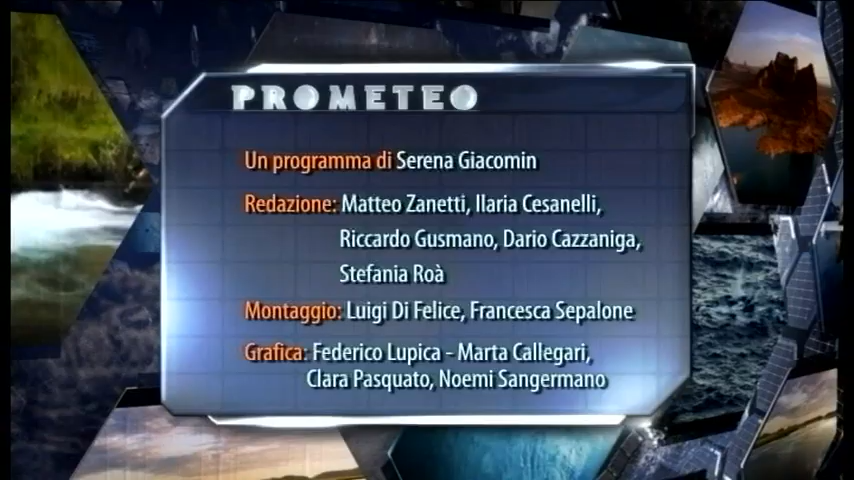 PROMETEO
Un programma di Serena Giacomin
Redazione: Matteo Zanetti, Ilaria Cesanelli,
Riccardo Gusmano, Dario Cazzaniga,
Stefania Roà
Montaggio: Luigi Di Felice, Francesca Sepalone
Grafica: Federico Lupica - Marta Callegari,
Clara Pasquato, Noemi Sangermano